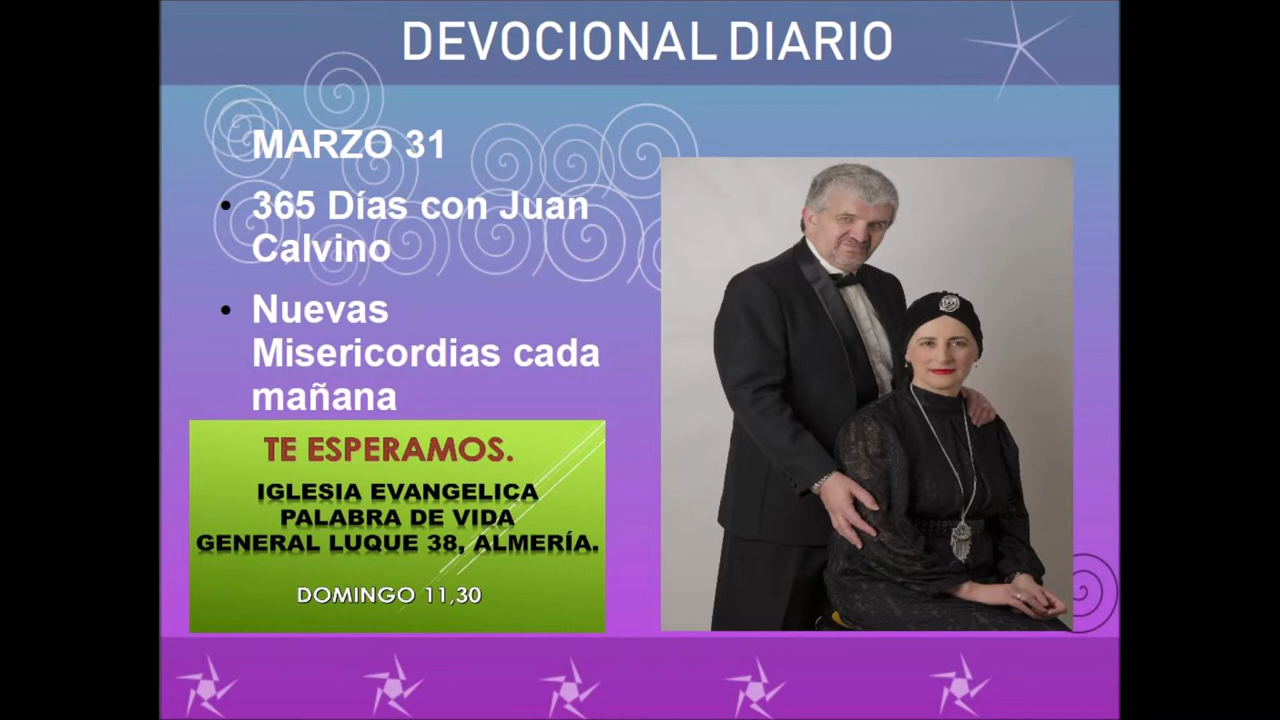 DEVOCIONAL DIARIO
MARZO 31
• 365 Días con Juan
Calvino
• Nuevas
Misericordias cada
mañana
TE ESPERAMOS.
IGLESIA EVANGELICA
PALABRA DE VIDA
GENERAL LUQUE 38, ALMERÍA.
DOMINGO 11,30